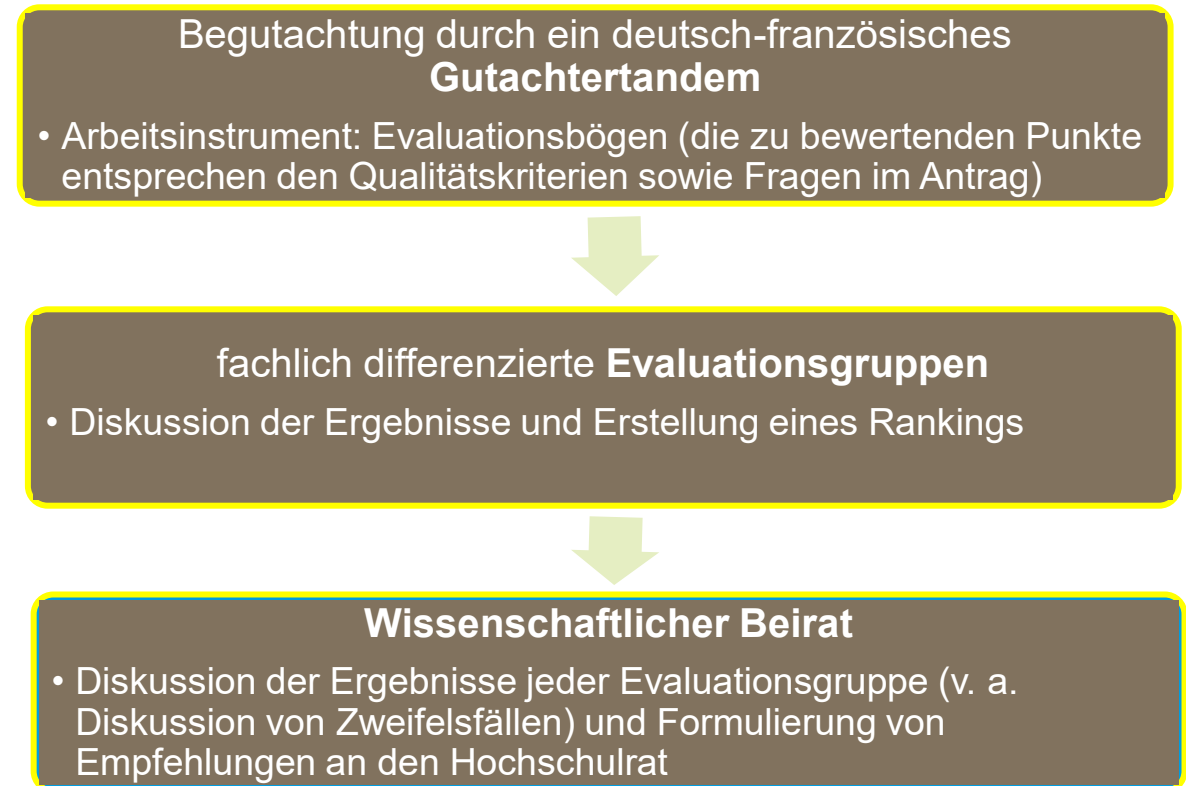 Begutachtung durch ein deutsch-französisches
Gutachtertandem
• Arbeitsinstrument: Evaluationsbögen (die zu bewertenden Punkte
entsprechen den Qualitätskriterien sowie Fragen im Antrag)
fachlich differenzierte Evaluationsgruppen
• Diskussion der Ergebnisse und Erstellung eines Rankings
Wissenschaftlicher Beirat
• Diskussion der Ergebnisse jeder Evaluationsgruppe (v. a.
Diskussion von Zweifelsfällen) und Formulierung von
Empfehlungen an den Hochschulrat